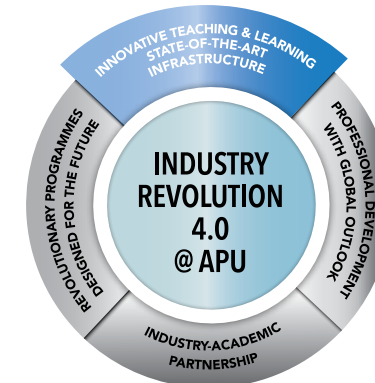 INNOVATIVE TEACHING & LEARNING
STATE-OF-THE-ART
INFRASTRUCTURE
PROFESSIONAL DEVELOPMENT
WITH GLOBAL OUTLOOK
INDUSTRY-ACADEMIC
PARTNERSHIP
REVOLUTIONARY PROGRAMMES
DESIGNED FOR THE FUTURE
INDUSTRY
REVOLUTION
4.0
@ APU